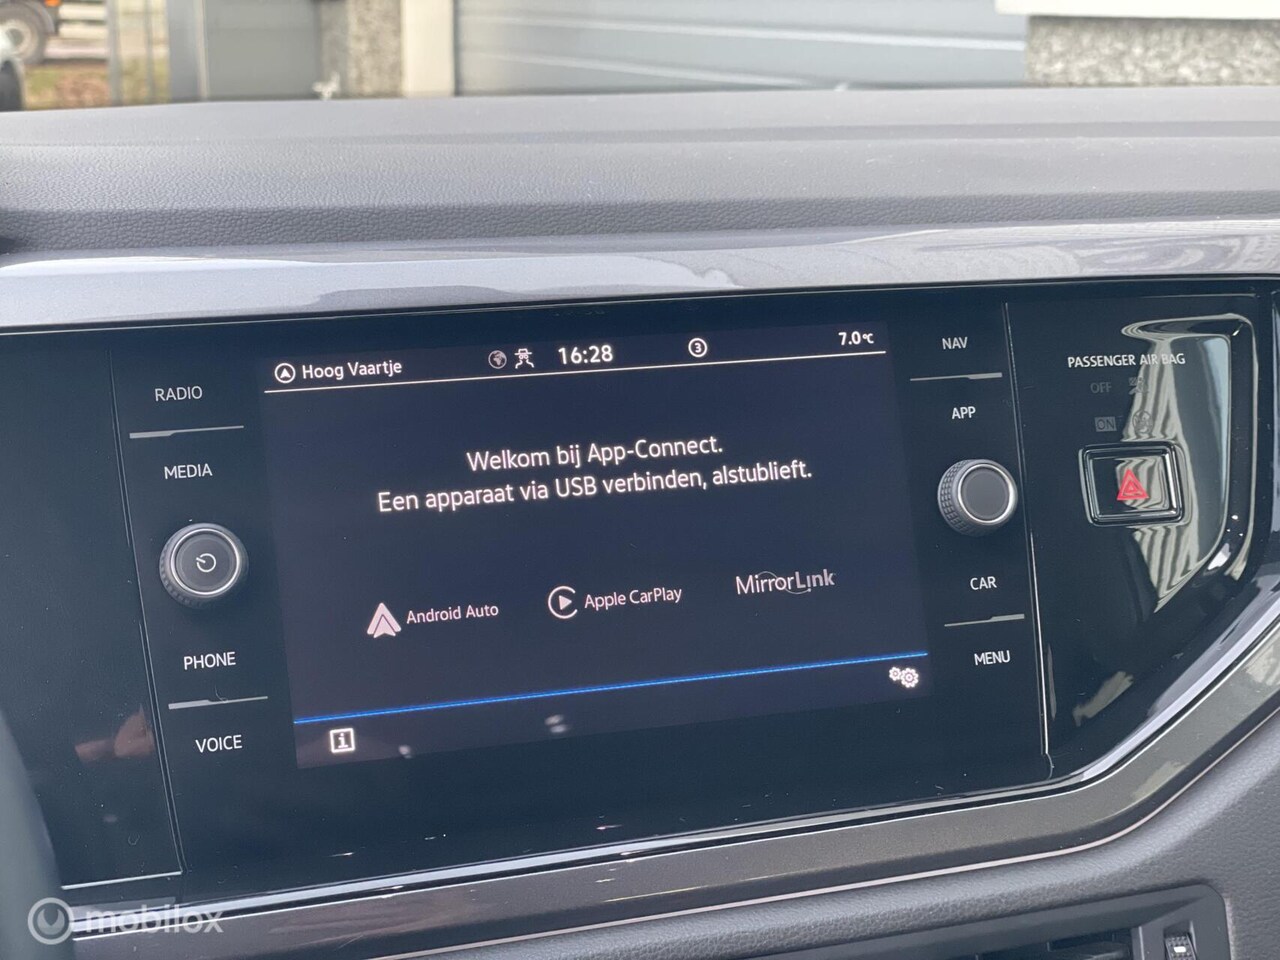 Hoog Vaartje 16:28 3 7.0°C
Welkom bij App-Connect.
Een apparaat via USB verbinden, alstublieft.
Android Auto Apple CarPlay MirrorLink
i
RADIO
MEDIA
PHONE
VOICE
NAV
APP
CAR
MENU
PASSENGER AIR BAG
OFF
ON
mobilox